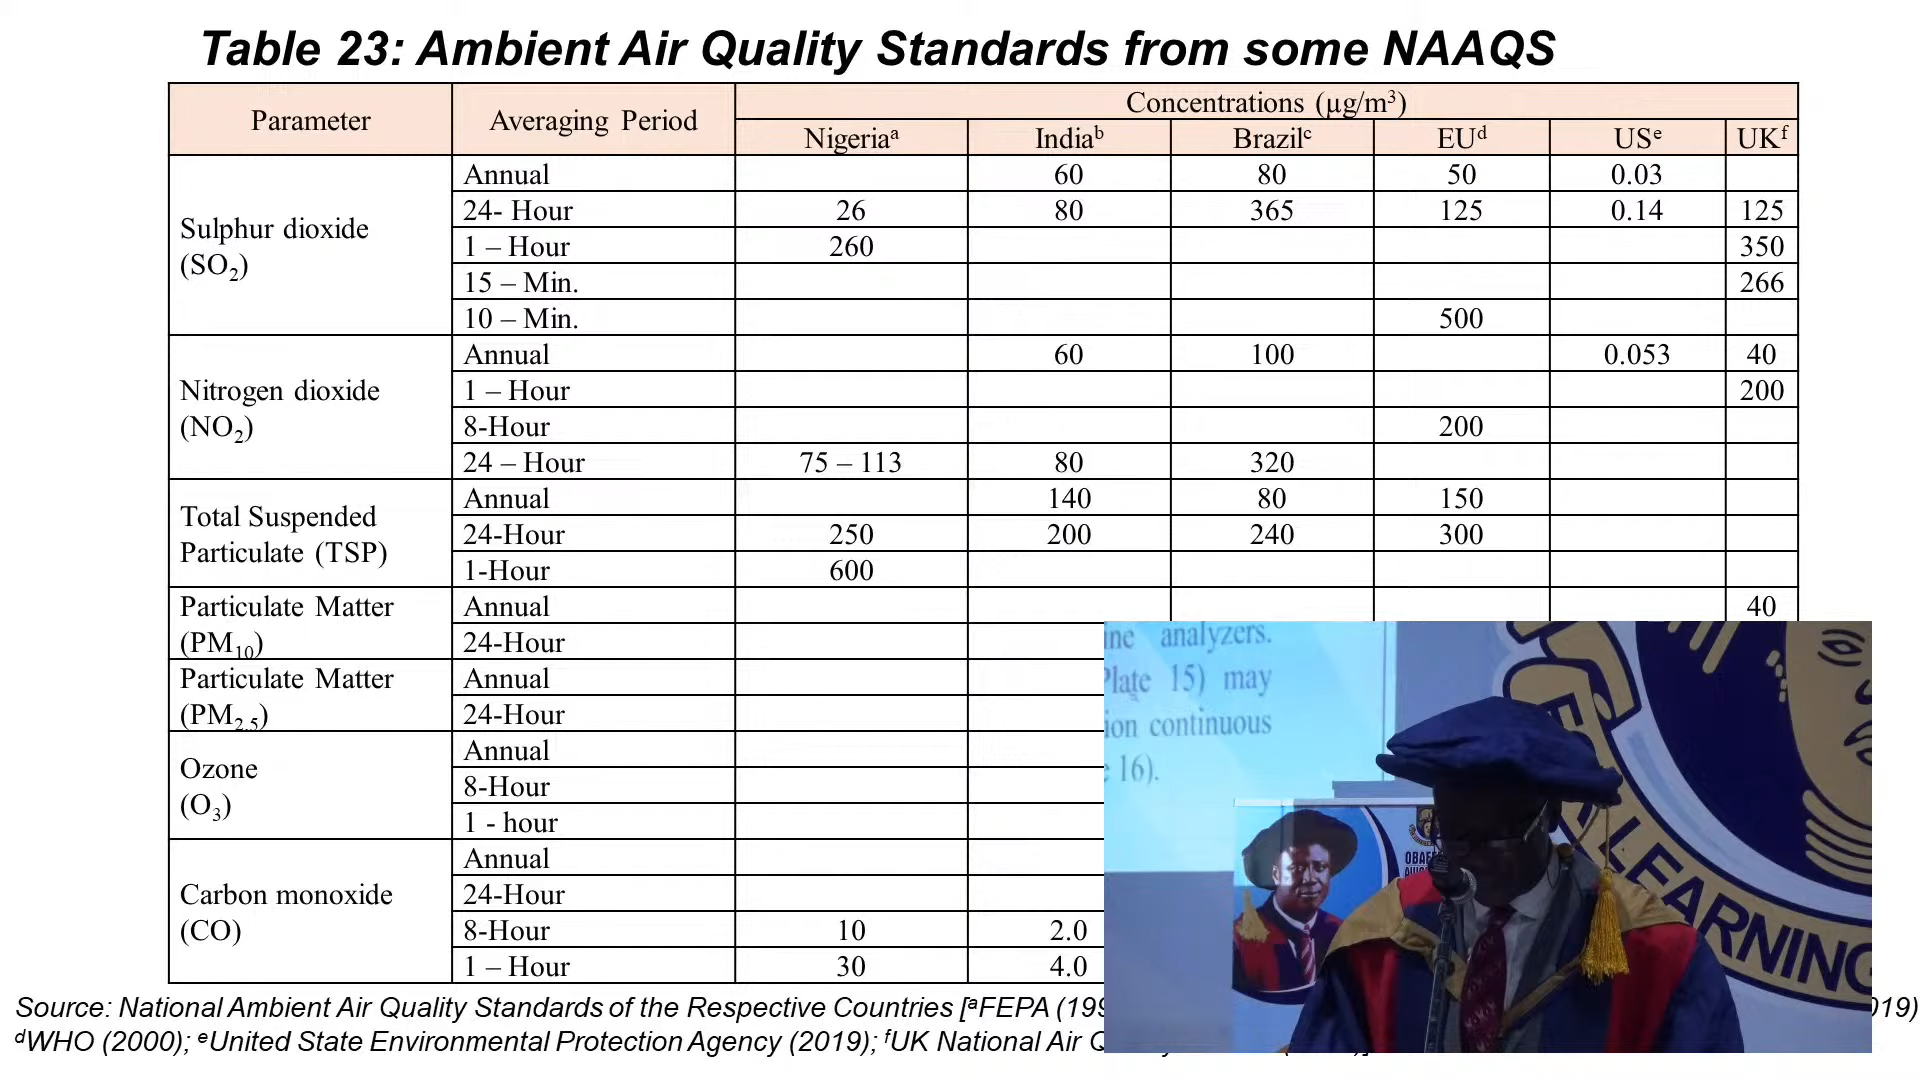 Table 23: Ambient Air Quality Standards from some NAAQS
Parameter Averaging Period Concentrations (µg/m³)
Nigeriaᵃ Indiaᵇ Brazilᶜ EUᵈ USᵉ UKᶠ
Sulphur dioxide (SO₂)
Annual 60 80 50 0.03
24- Hour 26 80 365 125 0.14 125
1 – Hour 260 350
15 – Min. 266
10 – Min. 500
Nitrogen dioxide (NO₂)
Annual 60 100 0.053 40
1 – Hour 200
8-Hour 200
24 – Hour 75 – 113 80 320
Total Suspended Particulate (TSP)
Annual 140 80 150
24-Hour 250 200 240 300
1-Hour 600
Particulate Matter (PM₁₀)
Annual 40
24-Hour
Particulate Matter (PM₂.₅)
Annual
24-Hour
Ozone (O₃)
Annual
8-Hour
1 - hour
Carbon monoxide (CO)
Annual
24-Hour
8-Hour 10 2.0
1 – Hour 30 4.0
Source: National Ambient Air Quality Standards of the Respective Countries [ᵃFEPA (199 019)
ᵈWHO (2000); ᵉUnited State Environmental Protection Agency (2019); ᶠUK National Air Q
ine analyzers.
Plate 15) may
ion continuous
16).
LEARNING